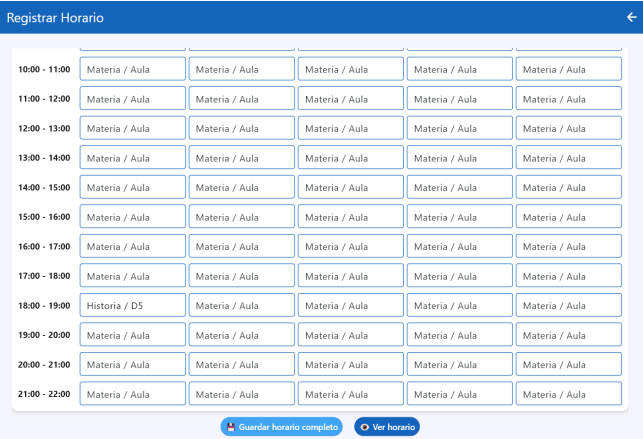 Registrar Horario
10:00 - 11:00 Materia / Aula Materia / Aula Materia / Aula Materia / Aula Materia / Aula
11:00 - 12:00 Materia / Aula Materia / Aula Materia / Aula Materia / Aula Materia / Aula
12:00 - 13:00 Materia / Aula Materia / Aula Materia / Aula Materia / Aula Materia / Aula
13:00 - 14:00 Materia / Aula Materia / Aula Materia / Aula Materia / Aula Materia / Aula
14:00 - 15:00 Materia / Aula Materia / Aula Materia / Aula Materia / Aula Materia / Aula
15:00 - 16:00 Materia / Aula Materia / Aula Materia / Aula Materia / Aula Materia / Aula
16:00 - 17:00 Materia / Aula Materia / Aula Materia / Aula Materia / Aula Materia / Aula
17:00 - 18:00 Materia / Aula Materia / Aula Materia / Aula Materia / Aula Materia / Aula
18:00 - 19:00 Historia / D5 Materia / Aula Materia / Aula Materia / Aula Materia / Aula
19:00 - 20:00 Materia / Aula Materia / Aula Materia / Aula Materia / Aula Materia / Aula
20:00 - 21:00 Materia / Aula Materia / Aula Materia / Aula Materia / Aula Materia / Aula
21:00 - 22:00 Materia / Aula Materia / Aula Materia / Aula Materia / Aula Materia / Aula
Guardar horario completo Ver horario